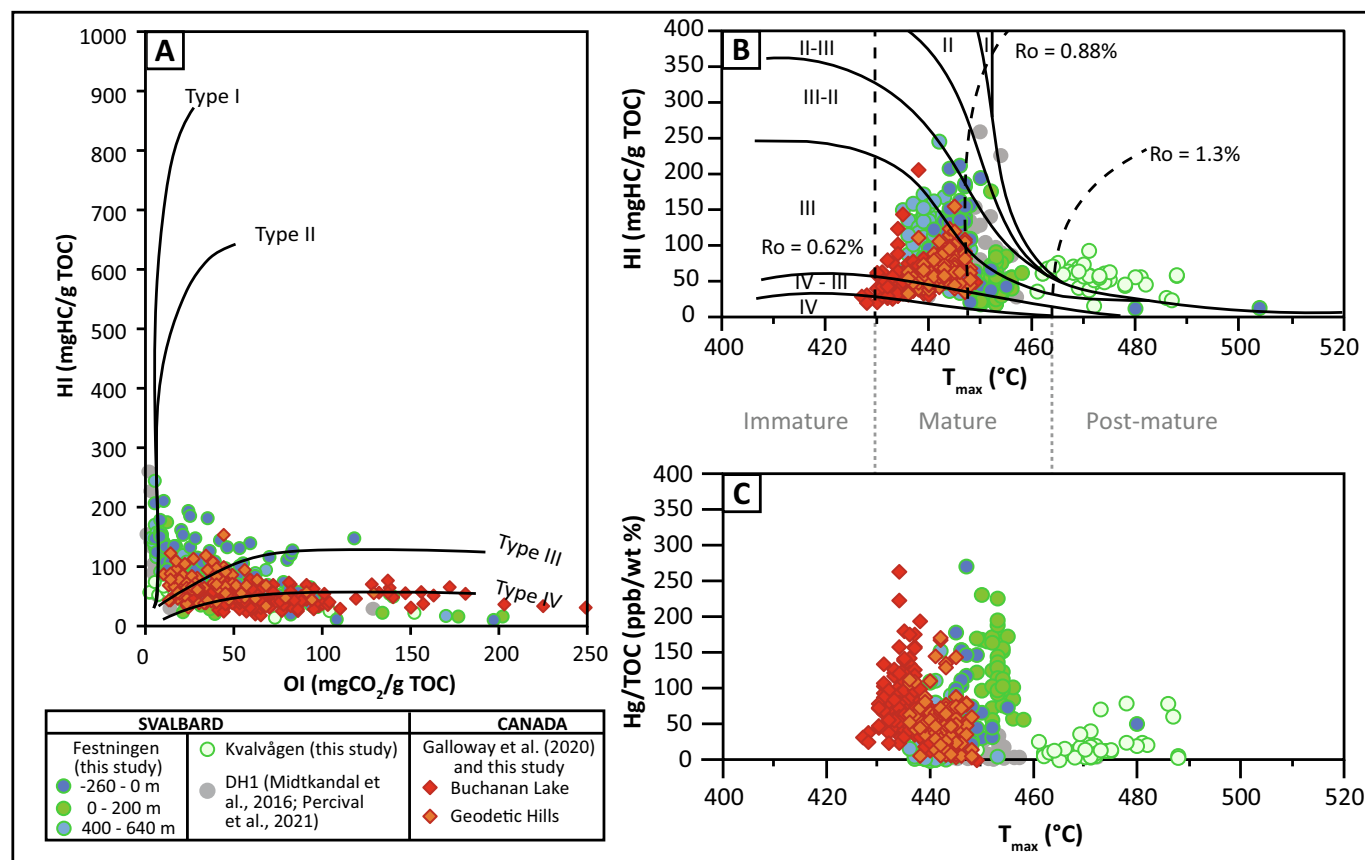 A
HI (mgHC/g TOC)
1000
900
800
700
600
500
400
300
200
100
0
Type I
Type II
Type III
Type IV
0
50
100
150
200
250
OI (mgCO2/g TOC)
B
HI (mgHC/g TOC)
400
350
300
250
200
150
100
50
0
II-III
II
I
Ro = 0.88%
III-II
Ro = 1.3%
III
Ro = 0.62%
IV - III
IV
400
420
440
460
480
500
520
Tmax (°C)
Immature
Mature
Post-mature
C
Hg/TOC (ppb/wt %)
400
350
300
250
200
150
100
50
0
400
420
440
460
480
500
520
Tmax (°C)
SVALBARD
Festningen
(this study)
-260 - 0 m
0 - 200 m
400 - 640 m
Kvalvågen (this study)
DH1 (Midtkandal
et al., 2016; Percival
et al., 2021)
CANADA
Galloway et al. (2020)
and this study
Buchanan Lake
Geodetic Hills